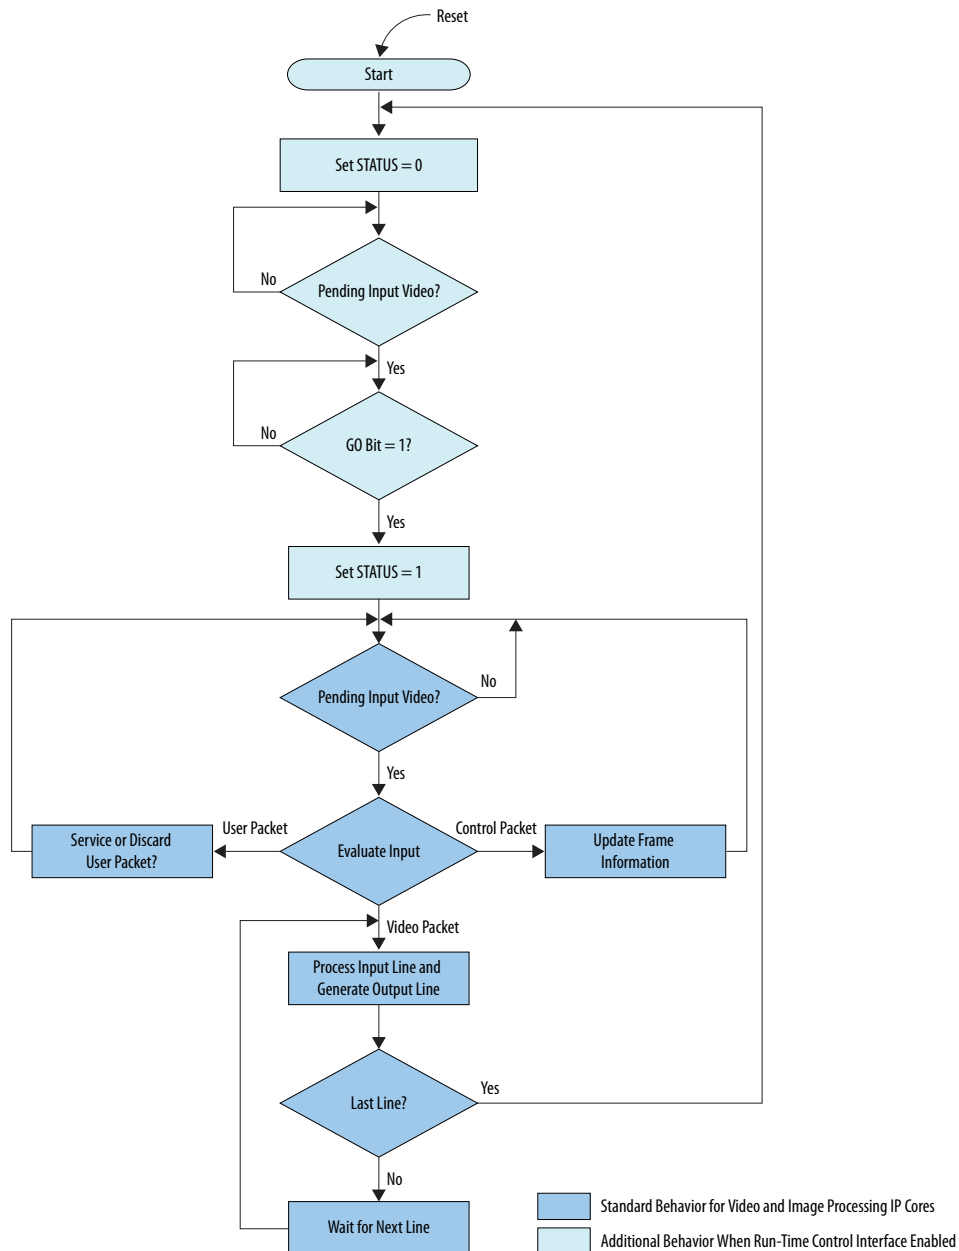 Reset
Start
Set STATUS = 0
No
Pending Input Video?
Yes
No
GO Bit = 1?
Yes
Set STATUS = 1
Pending Input Video?
No
Yes
User Packet
Control Packet
Service or Discard
User Packet?
Evaluate Input
Update Frame
Information
Video Packet
Process Input Line and
Generate Output Line
Last Line?
Yes
No
Wait for Next Line
Standard Behavior for Video and Image Processing IP Cores
Additional Behavior When Run-Time Control Interface Enabled